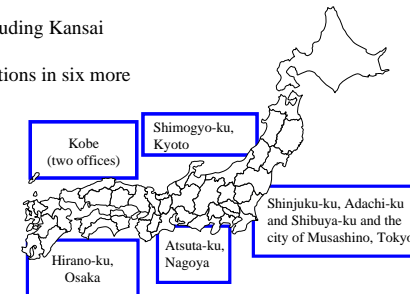 uding Kansai
tions in six more
Shimogyo-ku,
Kyoto
Kobe
(two offices)
Shinjuku-ku, Adachi-ku
and Shibuya-ku and the
city of Musashino, Tokyo
Atsuta-ku,
Nagoya
Hirano-ku,
Osaka